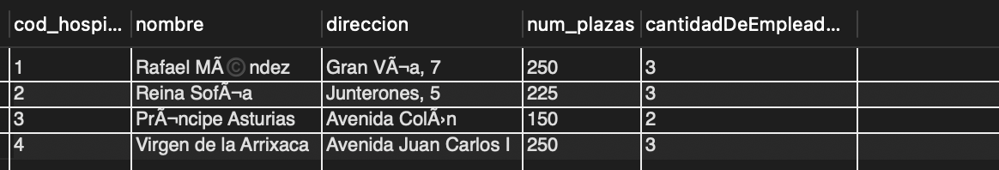 cod_hospi... nombre direccion num_plazas cantidadDeEmplead...
1 Rafael MÃ©ndez Gran VÃ¬a, 7 250 3
2 Reina SofÃ¬a Junterones, 5 225 3
3 PrÃ¬ncipe Asturias Avenida ColÃ›n 150 2
4 Virgen de la Arrixaca Avenida Juan Carlos I 250 3